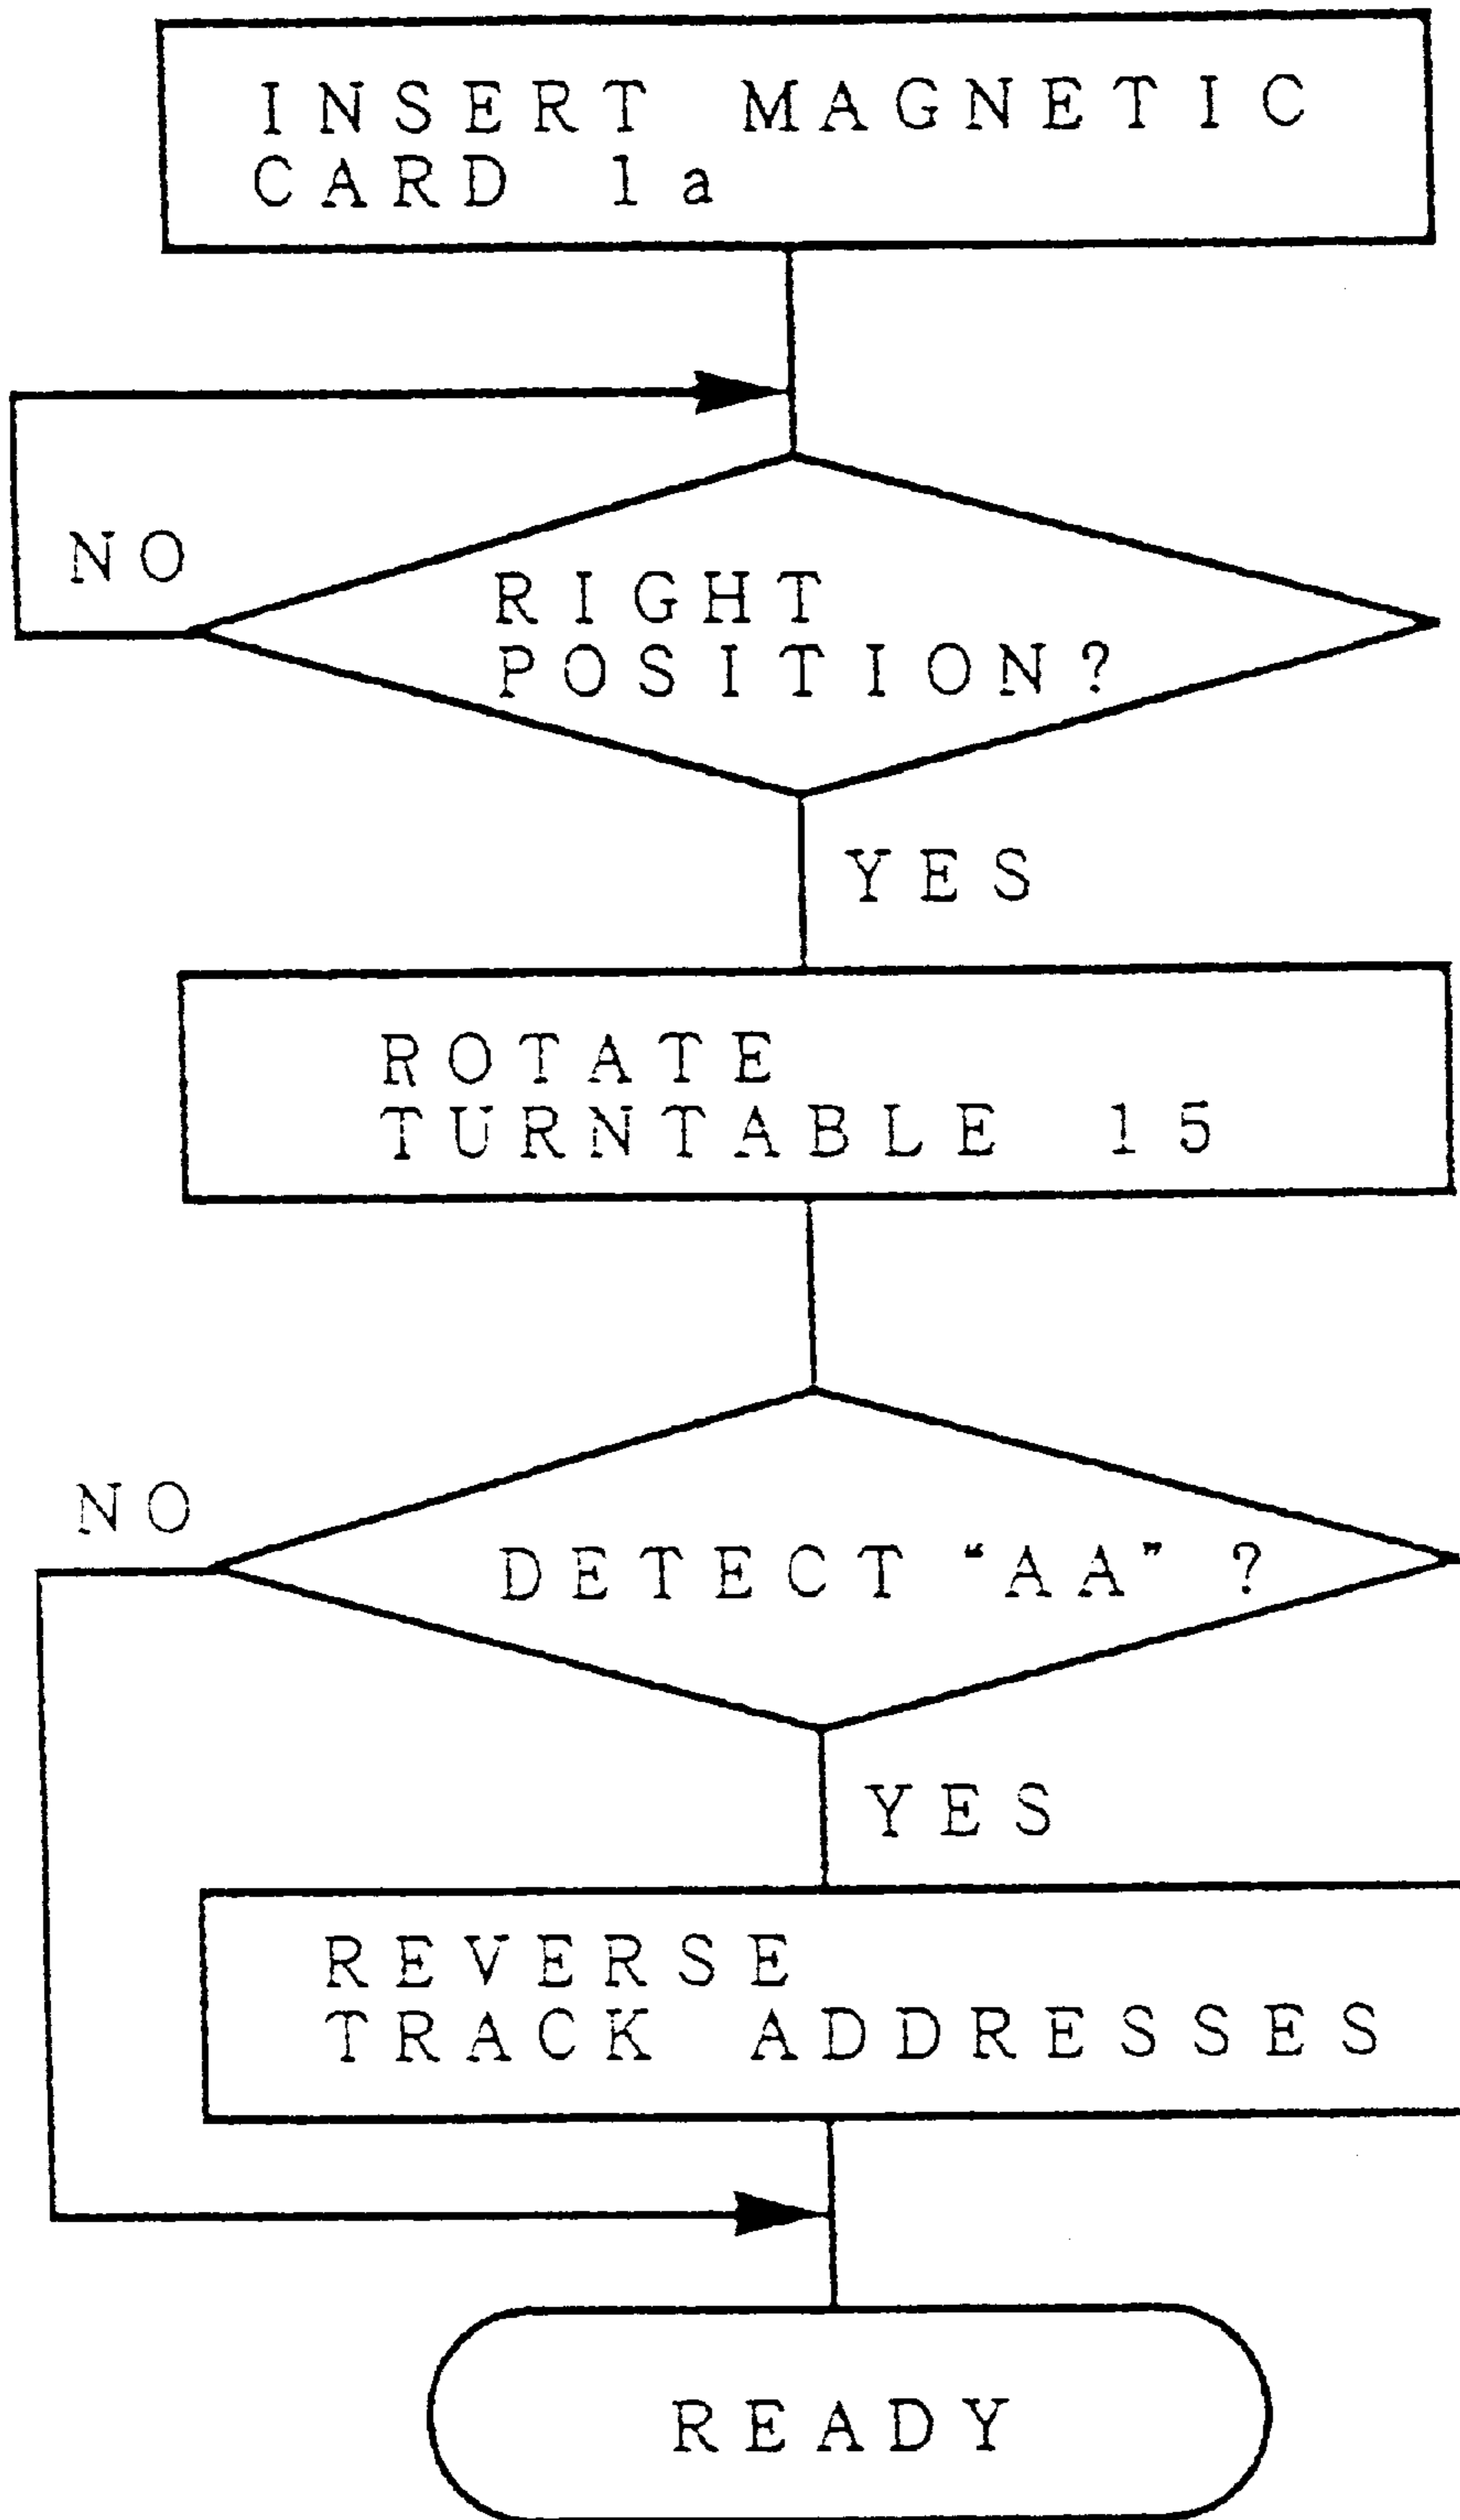 INSERT MAGNETIC
CARD 1a
NO
RIGHT
POSITION?
YES
ROTATE
TURNTABLE 15
NO
DETECT “AA” ?
YES
REVERSE
TRACK ADDRESSES
READY